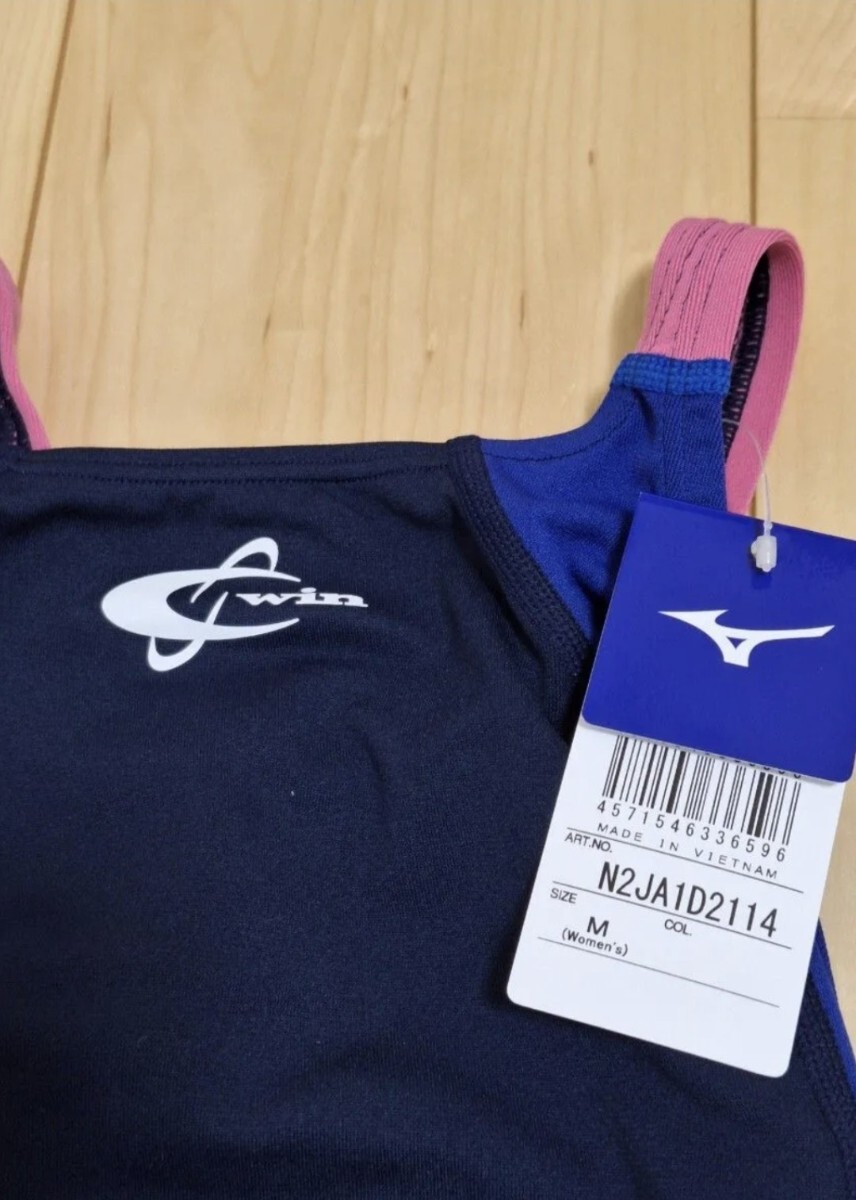 win
4571546336596
MADE IN VIETNAM
ART.NO.
N2JA1D2114
SIZE
M
(Women's)
COL.